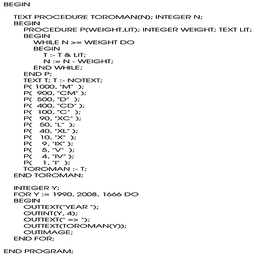 BEGIN
TEXT PROCEDURE TOROMAN(N); INTEGER N;
BEGIN
PROCEDURE P(WEIGHT,LIT); INTEGER WEIGHT; TEXT LIT;
BEGIN
WHILE N >= WEIGHT DO
BEGIN
T :- T & LIT;
N := N - WEIGHT;
END WHILE;
END P;
TEXT T; T :- NOTEXT;
P( 1000, "M" );
P( 900, "CM" );
P( 500, "D" );
P( 400, "CD" );
P( 100, "C" );
P( 90, "XC" );
P( 50, "L" );
P( 40, "XL" );
P( 10, "X" );
P( 9, "IX" );
P( 5, "V" );
P( 4, "IV" );
P( 1, "I" );
TOROMAN :- T;
END TOROMAN;
INTEGER Y;
FOR Y := 1990, 2008, 1666 DO
BEGIN
OUTTEXT("YEAR ");
OUTINT(Y, 4);
OUTTEXT(" => ");
OUTTEXT(TOROMAN(Y));
OUTIMAGE;
END FOR;
END PROGRAM;